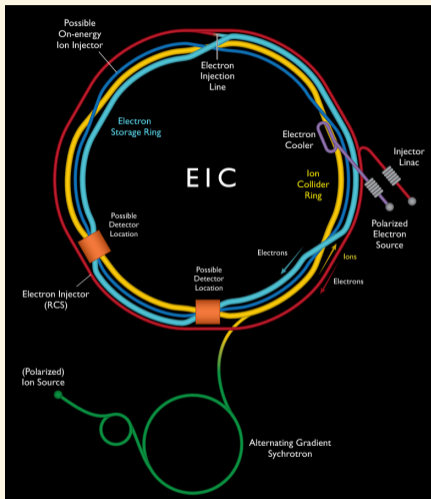 Possible
On-energy
Ion Injector
Electron
Injection
Line
Electron
Storage Ring
Electron
Cooler
Injector
Linac
EIC
Ion
Collider
Ring
Polarized
Electron
Source
Possible
Detector
Location
Electrons
Ions
Electrons
Possible
Detector
Location
Electron Injector
(RCS)
(Polarized)
Ion Source
Alternating Gradient
Sychrotron